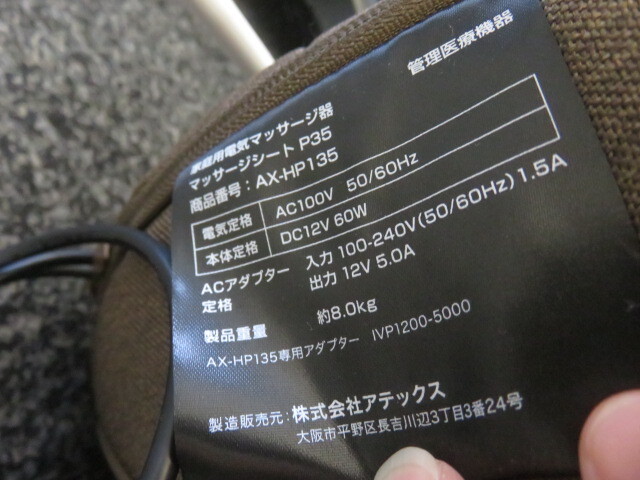 管理医療機器
家庭用電気マッサージ器
マッサージシート P35
商品番号: AX-HP135
電気定格 AC100V 50/60Hz
本体定格 DC12V 60W
ACアダプター 入力 100-240V(50/60Hz) 1.5A
定格 出力 12V 5.0A
製品重量 約8.0kg
AX-HP135専用アダプター IVP1200-5000
製造販売元: 株式会社アテックス
大阪市平野区長吉川辺3丁目3番24号